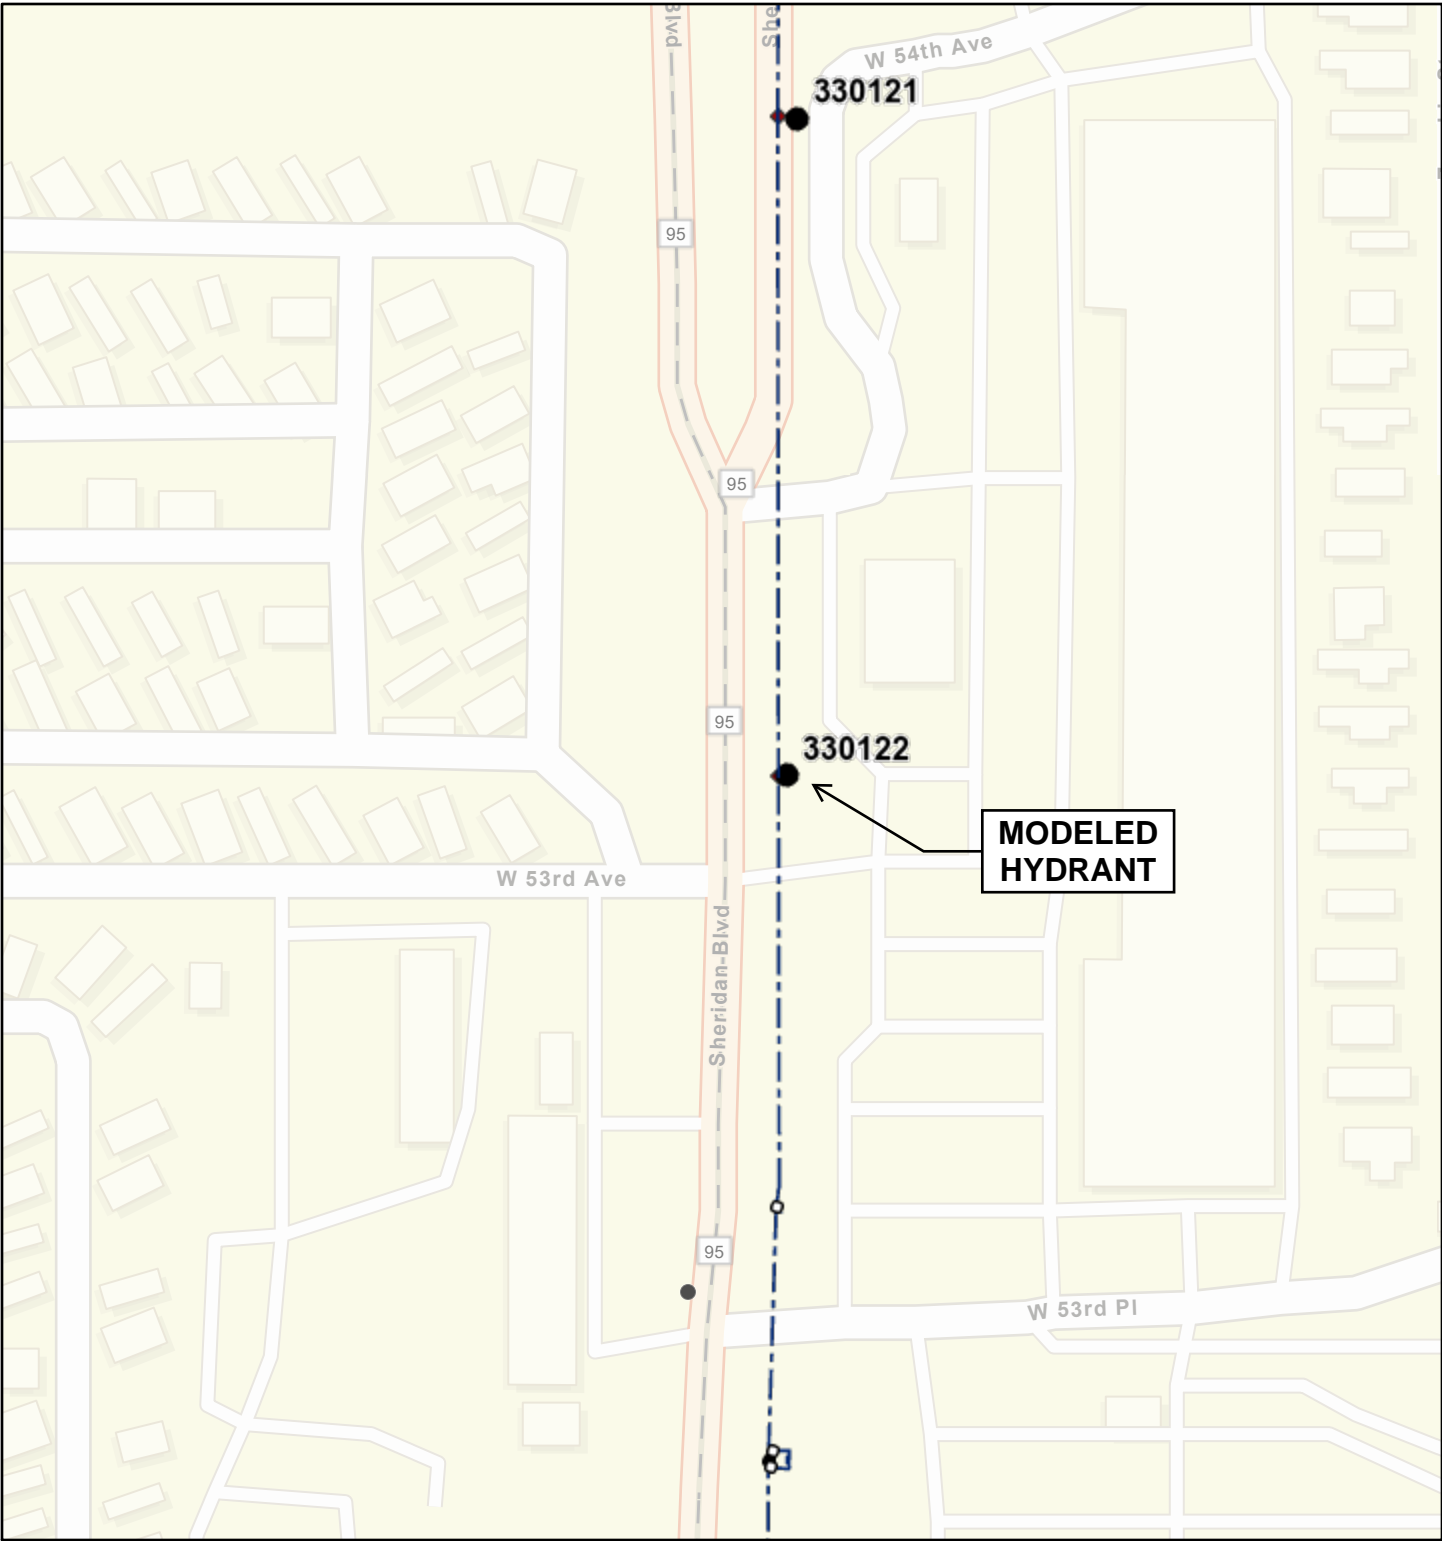 Blvd
She
W 54th Ave
330121
95
95
95
330122
MODELED
HYDRANT
W 53rd Ave
Sheridan-Blvd
95
W 53rd Pl